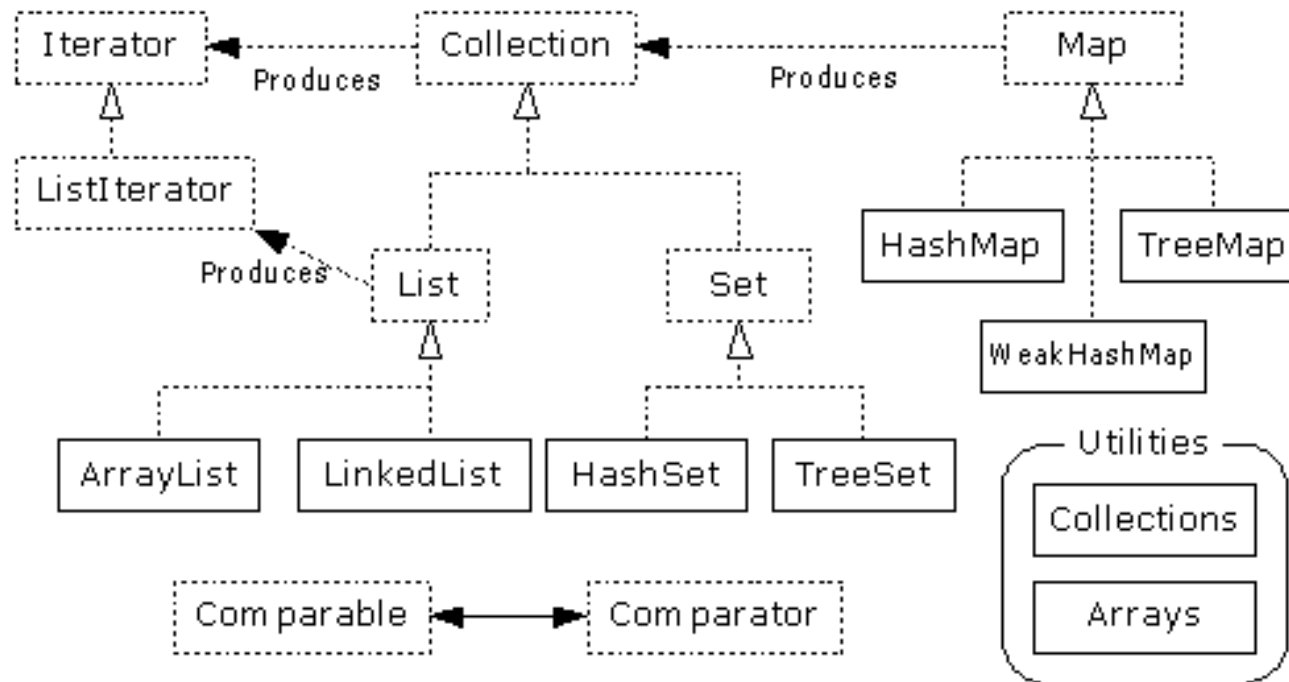 Iterator
Collection
Map
Produces
Produces
ListIterator
HashMap
TreeMap
Produces
List
Set
WeakHashMap
Utilities
ArrayList
LinkedList
HashSet
TreeSet
Collections
Comparable
Comparator
Arrays